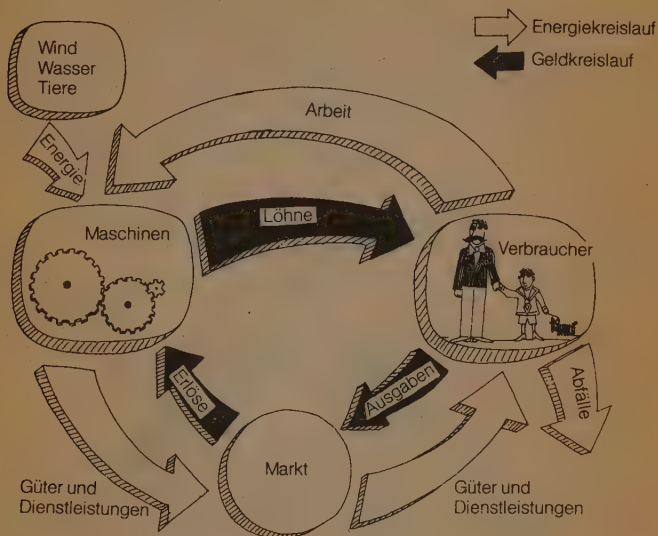 Energiekreislauf
Geldkreislauf
Wind
Wasser
Tiere
Energie
Arbeit
Löhne
Maschinen
Verbraucher
Erlöse
Ausgaben
Abfälle
Markt
Güter und
Dienstleistungen
Güter und
Dienstleistungen